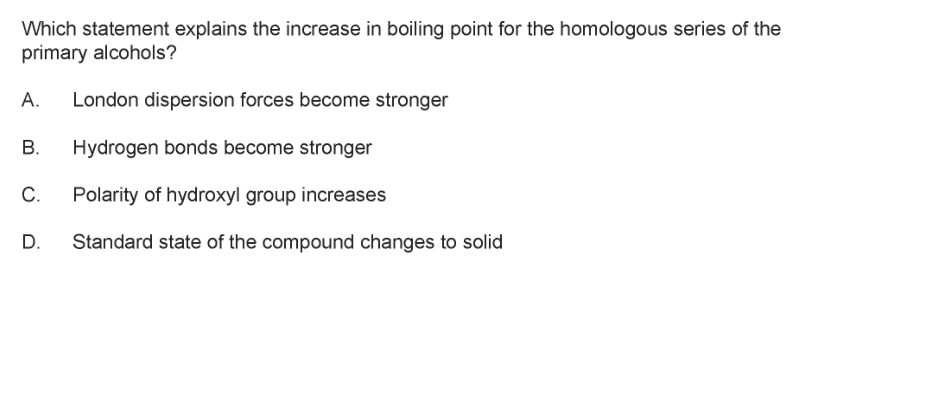 Which statement explains the increase in boiling point for the homologous series of the
primary alcohols?
A. London dispersion forces become stronger
B. Hydrogen bonds become stronger
C. Polarity of hydroxyl group increases
D. Standard state of the compound changes to solid